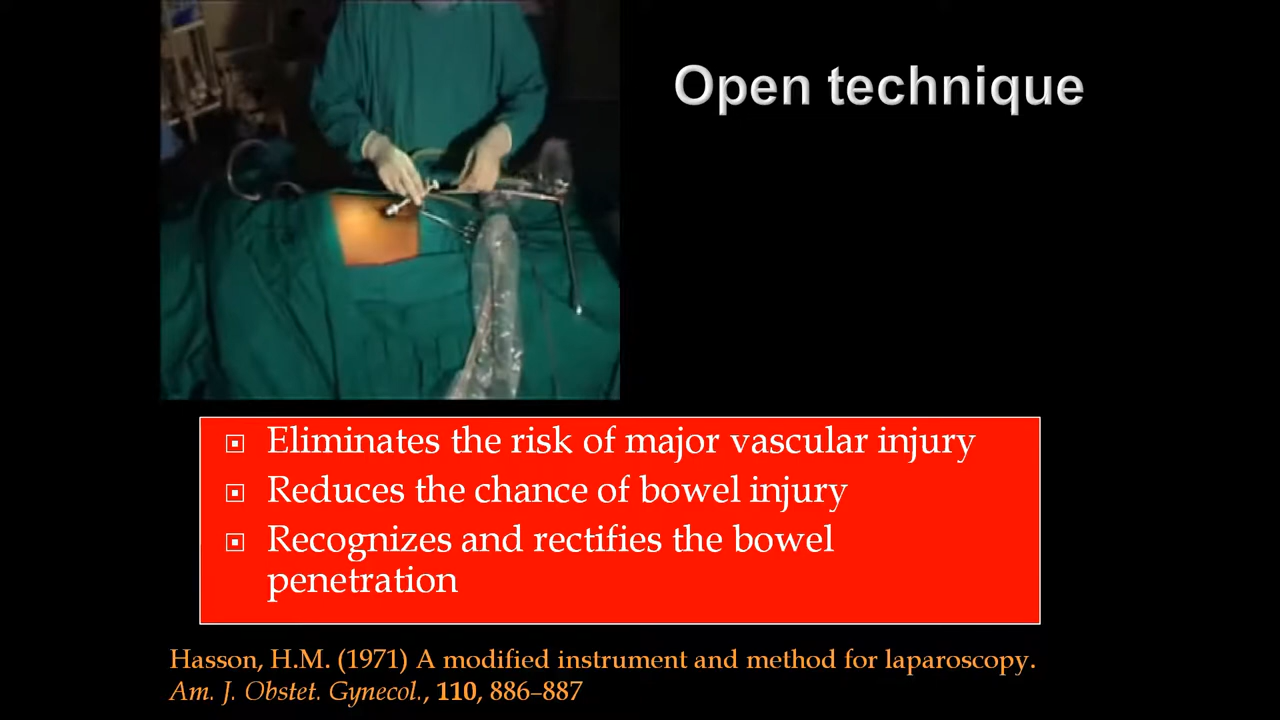 Open technique
Eliminates the risk of major vascular injury
Reduces the chance of bowel injury
Recognizes and rectifies the bowel
penetration
Hasson, H.M. (1971) A modified instrument and method for laparoscopy.
Am. J. Obstet. Gynecol., 110, 886–887